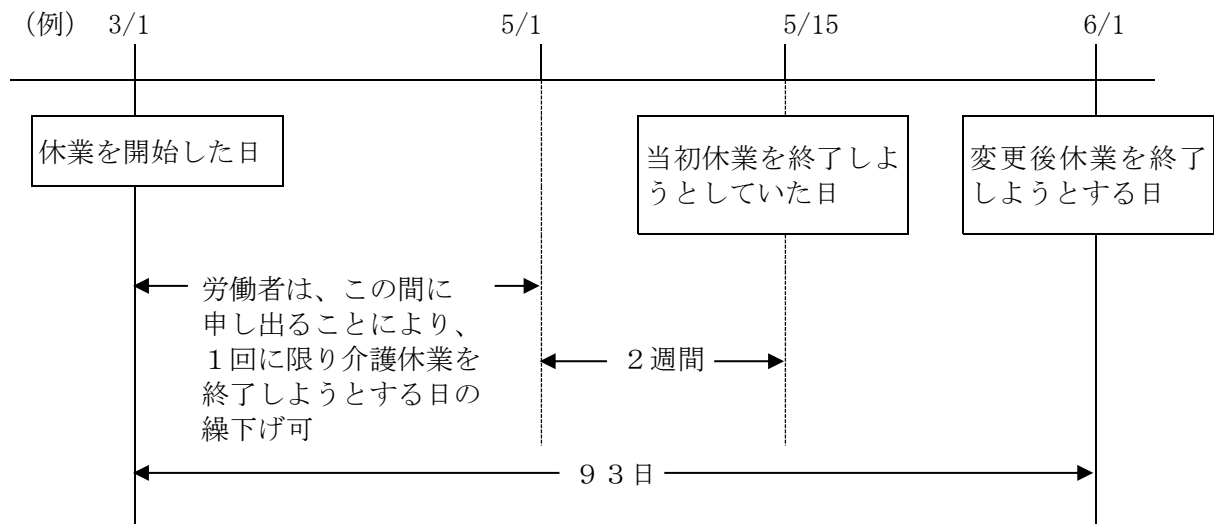 (例) 3/1 5/1 5/15 6/1
休業を開始した日
当初休業を終了しよ
うとしていた日
変更後休業を終了
しようとする日
労働者は、この間に
申し出ることにより、
1回に限り介護休業を
終了しようとする日の
繰下げ可
2週間
93日